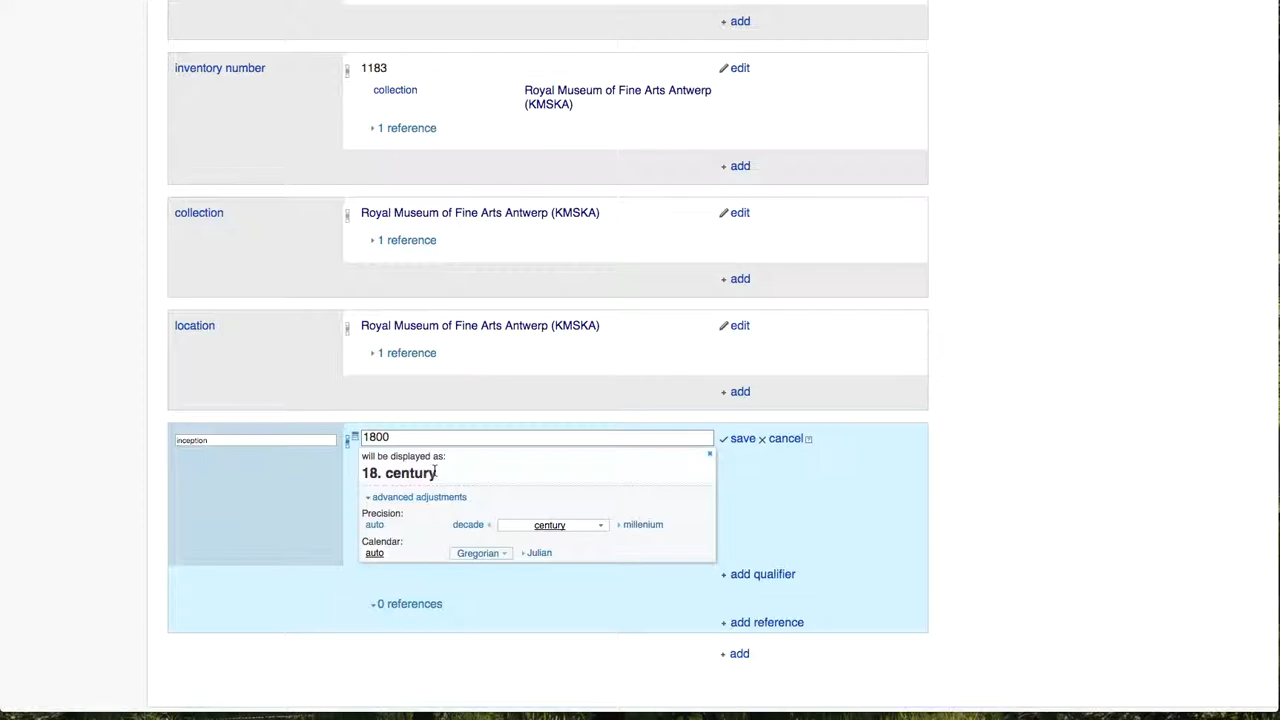 + add
inventory number
1183
edit
collection
Royal Museum of Fine Arts Antwerp
(KMSKA)
1 reference
+ add
collection
Royal Museum of Fine Arts Antwerp (KMSKA)
edit
1 reference
+ add
location
Royal Museum of Fine Arts Antwerp (KMSKA)
edit
1 reference
+ add
inception
1800
save
cancel
will be displayed as:
18. century
advanced adjustments
Precision:
auto
decade
century
millenium
Calendar:
auto
Gregorian
Julian
+ add qualifier
0 references
+ add reference
+ add